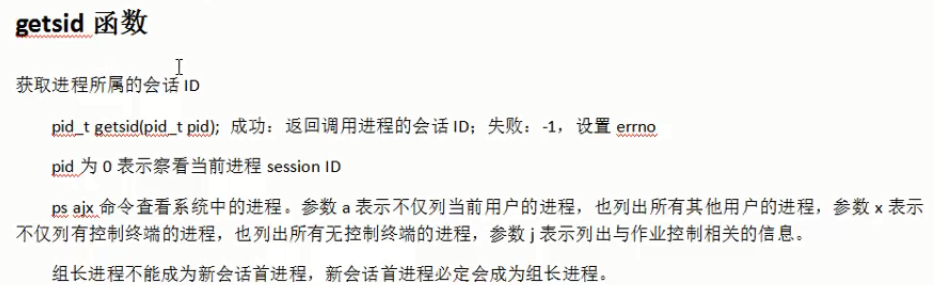 getsid 函数
获取进程所属的会话 ID
pid_t getsid(pid_t pid); 成功：返回调用进程的会话 ID；失败：-1，设置 errno
pid 为 0 表示察看当前进程 session ID
ps ajx 命令查看系统中的进程。参数 a 表示不仅列当前用户的进程，也列出所有其他用户的进程，参数 x 表示
不仅列有控制终端的进程，也列出所有无控制终端的进程，参数 j 表示列出与作业控制相关的信息。
组长进程不能成为新会话首进程，新会话首进程必定会成为组长进程。